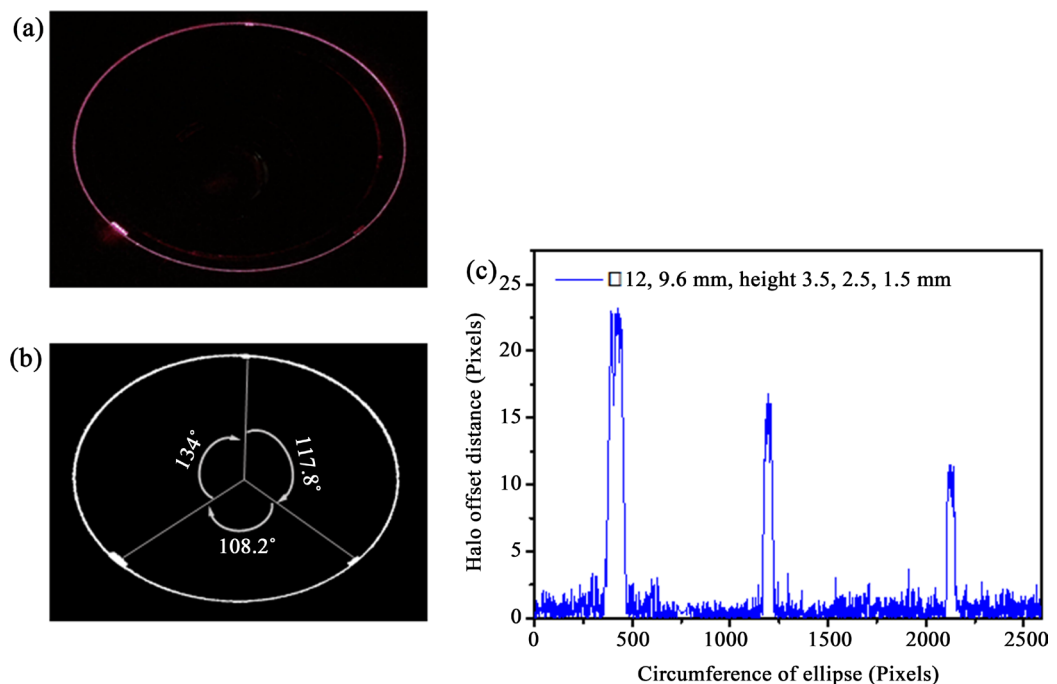 (a)
(b)
134°
117.8°
108.2°
(c)
□ 12, 9.6 mm, height 3.5, 2.5, 1.5 mm
Halo offset distance (Pixels)
25
20
15
10
5
0
0
500
1000
1500
2000
2500
Circumference of ellipse (Pixels)